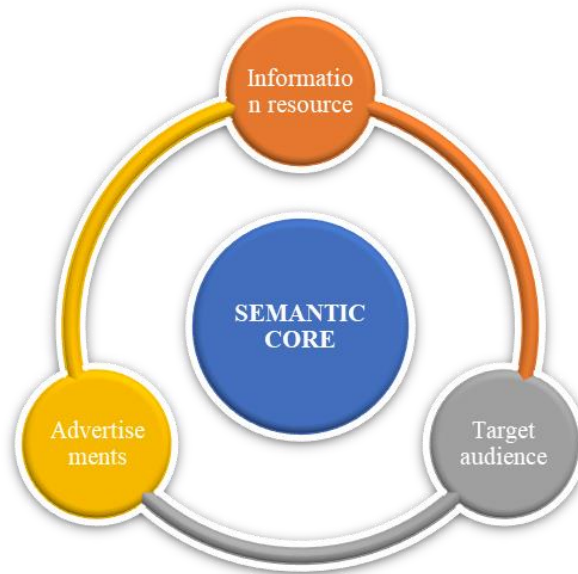 Informatio
n resource
SEMANTIC
CORE
Advertise
ments
Target
audience